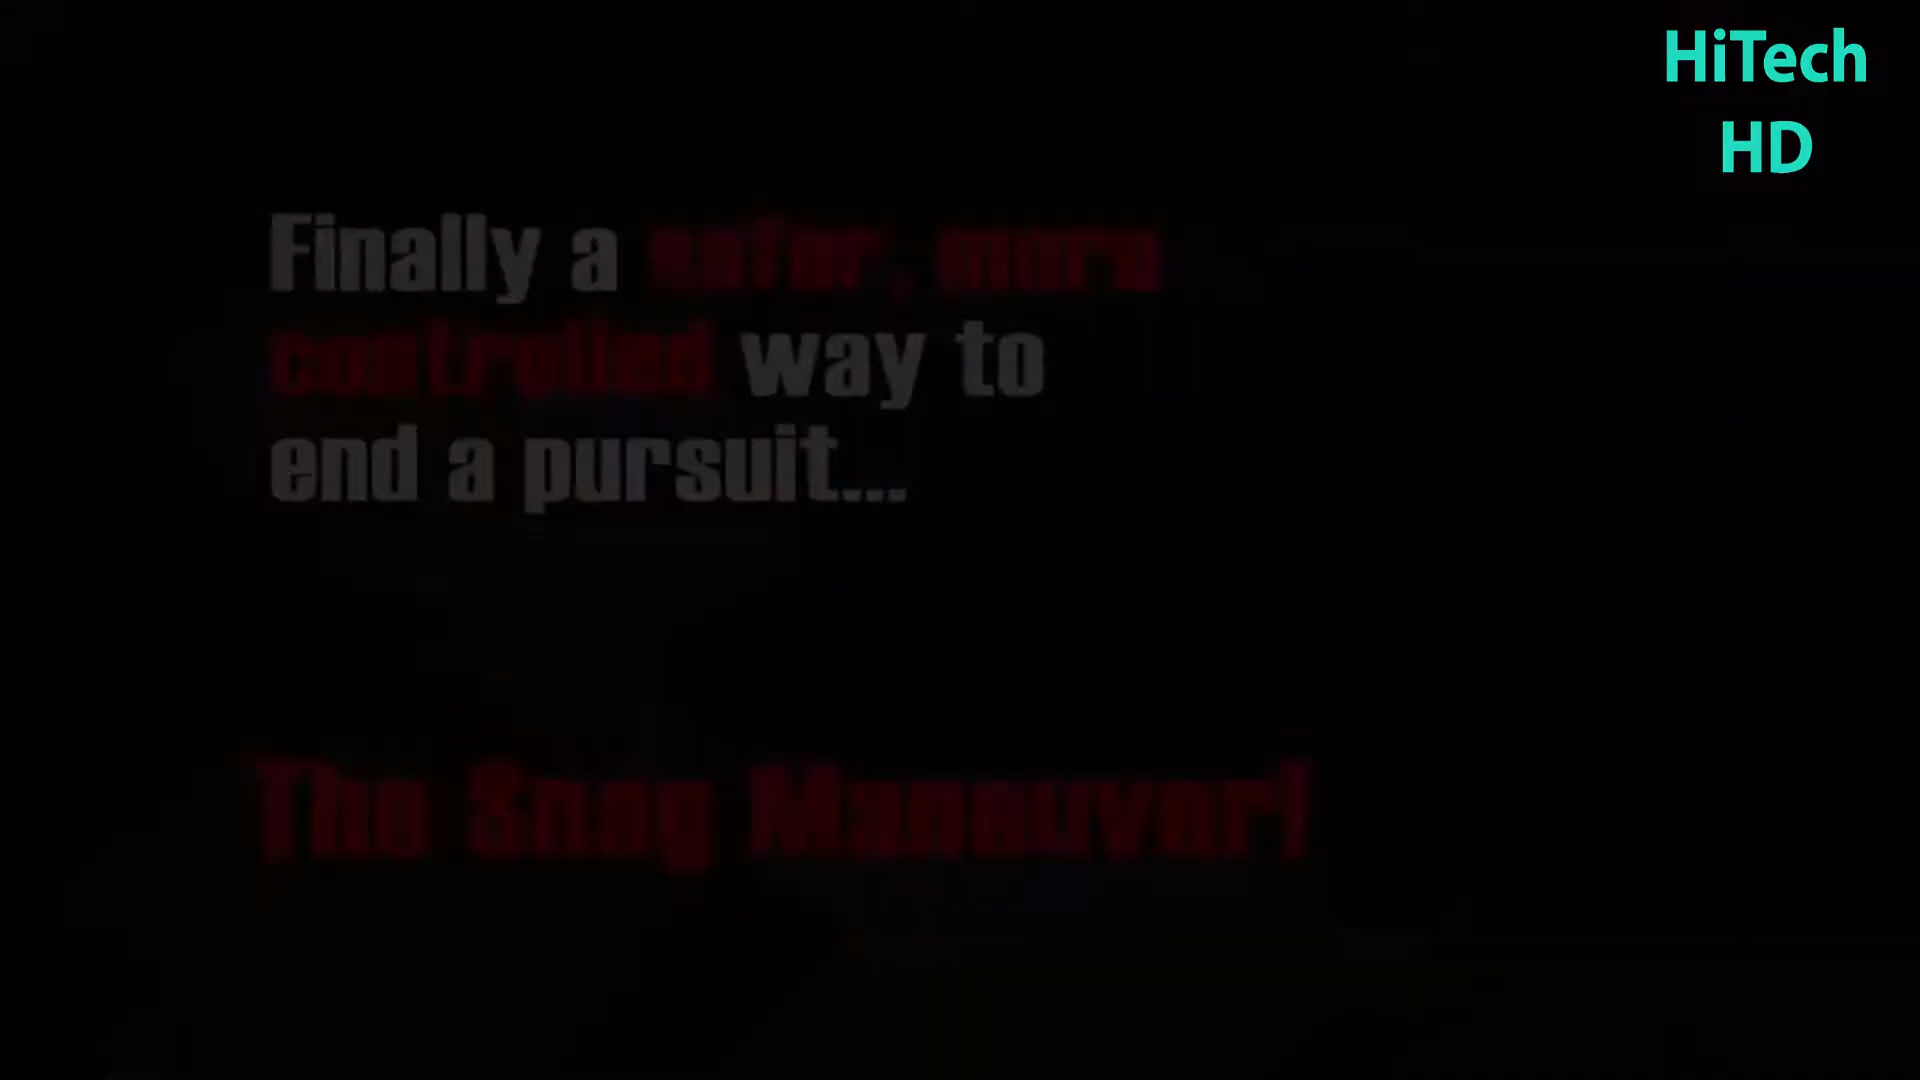 HiTech
HD
Finally a safer, more
controlled way to
end a pursuit...
The Snag Maneuver!